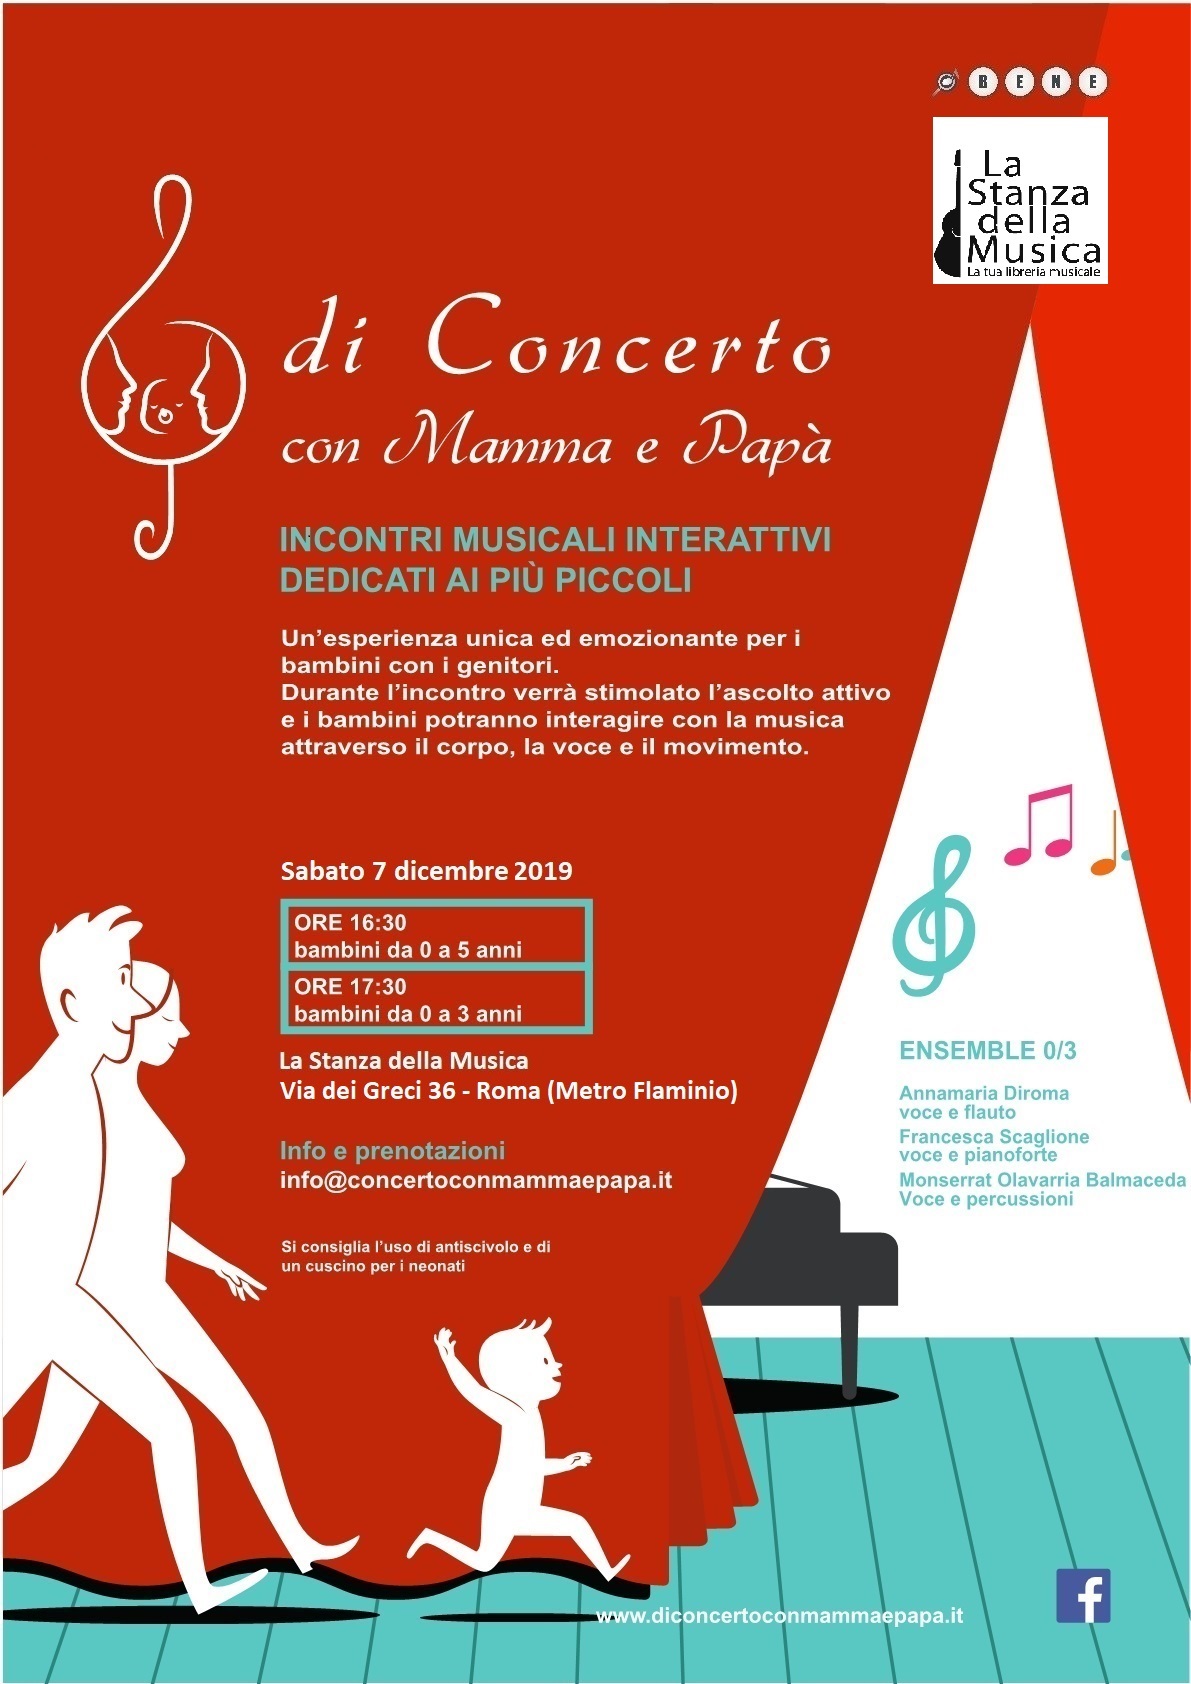 BENE
La
Stanza
della
Musica
La tua libreria musicale
di Concerto
con Mamma e Papà
INCONTRI MUSICALI INTERATTIVI
DEDICATI AI PIÙ PICCOLI
Un’esperienza unica ed emozionante per i
bambini con i genitori.
Durante l’incontro verrà stimolato l’ascolto attivo
e i bambini potranno interagire con la musica
attraverso il corpo, la voce e il movimento.
Sabato 7 dicembre 2019
ORE 16:30
bambini da 0 a 5 anni
ORE 17:30
bambini da 0 a 3 anni
La Stanza della Musica
Via dei Greci 36 - Roma (Metro Flaminio)
Info e prenotazioni
info@concertoconmammaepapa.it
Si consiglia l’uso di antiscivolo e di
un cuscino per i neonati
ENSEMBLE 0/3
Annamaria Diroma
voce e flauto
Francesca Scaglione
voce e pianoforte
Monserrat Olavarria Balmaceda
Voce e percussioni
www.diconcertoconmammaepapa.it
f